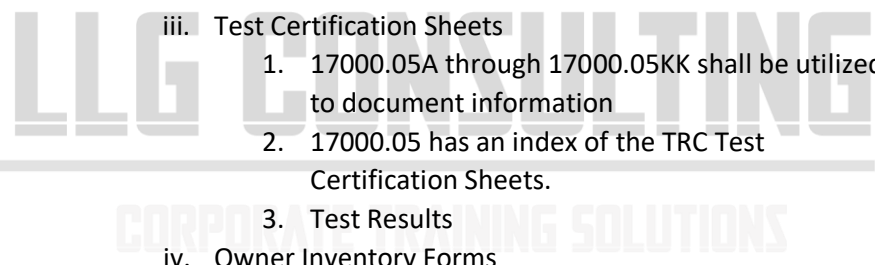 LLG CONSULTING
iii. Test Certification Sheets
1. 17000.05A through 17000.05KK shall be utilized
to document information
2. 17000.05 has an index of the TRC Test
Certification Sheets.
CORPORATE TRAINING SOLUTIONS
3. Test Results
iv. Owner Inventory Forms